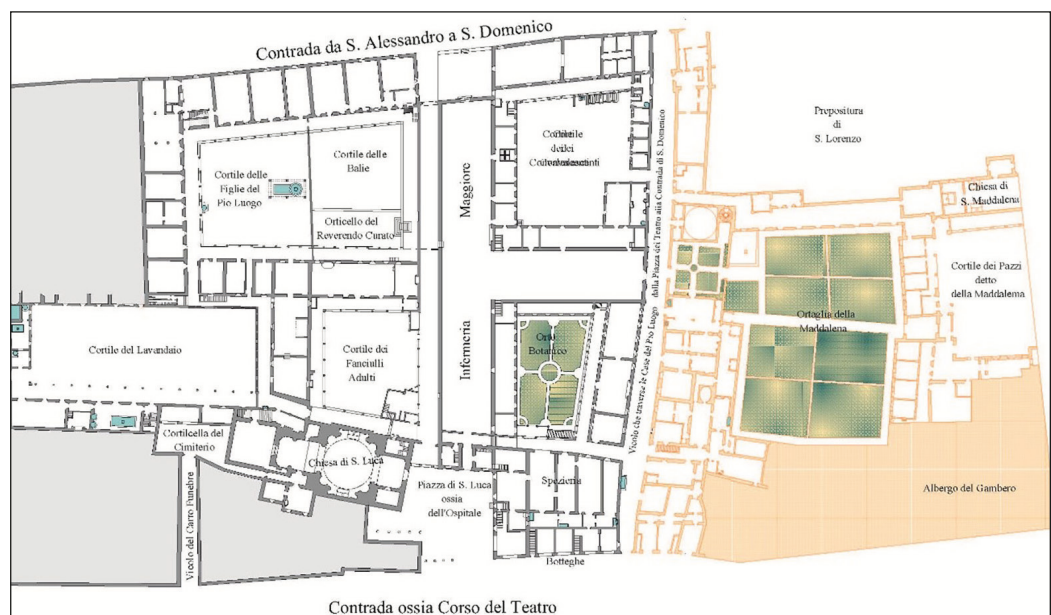 Contrada da S. Alessandro a S. Domenico
Prepositura
di
S. Lorenzo
Cortile delle
Balie
Cortile delle
Figlie del
Pio Luogo
Orticello del
Reverendo Curato
Maggiore
Infermeria
Vicolo che traversa le Case del Pio Luogo
dalla Piazza del Teatro alla Contrada di S. Domenico
Chiesa di
S. Maddalena
Cortile dei Pazzi
detto
della Maddalema
Ortaglia della
Maddalena
Cortile del Lavandaio
Cortile dei
Fanciulli
Adulti
Orto
Botanico
Cortilcella del
Cimiterio
Chiesa di S. Luca
Piazza di S. Luca
ossia
dell'Ospitale
Spezieria
Albergo del Gambero
Vicolo del Carro Funebre
Botteghe
Contrada ossia Corso del Teatro